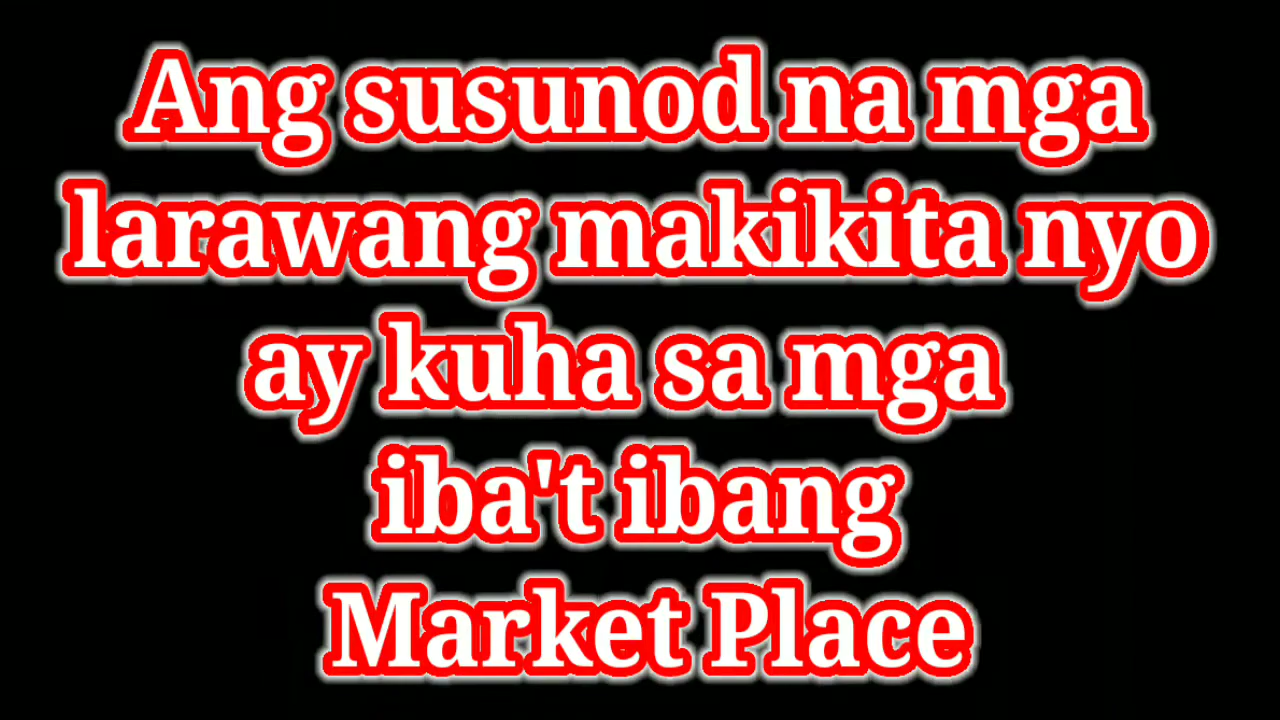 Ang susunod na mga
larawang makikita nyo
ay kuha sa mga
iba't ibang
Market Place